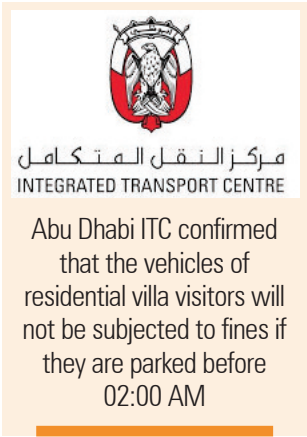 مركز النقل المتكامل
INTEGRATED TRANSPORT CENTRE
Abu Dhabi ITC confirmed
that the vehicles of
residential villa visitors will
not be subjected to fines if
they are parked before
02:00 AM